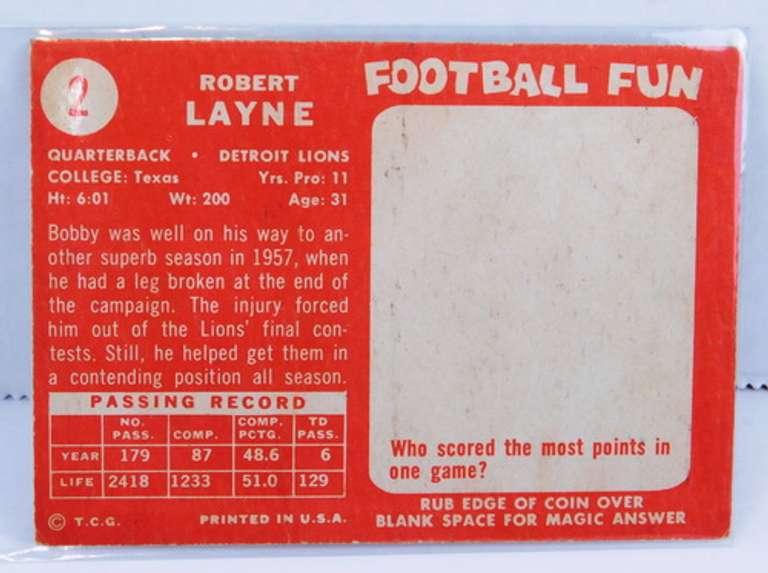 2
ROBERT
LAYNE
QUARTERBACK • DETROIT LIONS
COLLEGE: Texas Yrs. Pro: 11
Ht: 6:01 Wt: 200 Age: 31
Bobby was well on his way to an-
other superb season in 1957, when
he had a leg broken at the end of
the campaign. The injury forced
him out of the Lions' final con-
tests. Still, he helped get them in
a contending position all season.
PASSING RECORD
NO. PASS. COMP. COMP. PCTG. TD PASS.
YEAR 179 87 48.6 6
LIFE 2418 1233 51.0 129
© T.C.G. PRINTED IN U.S.A.
FOOTBALL FUN
Who scored the most points in
one game?
RUB EDGE OF COIN OVER
BLANK SPACE FOR MAGIC ANSWER